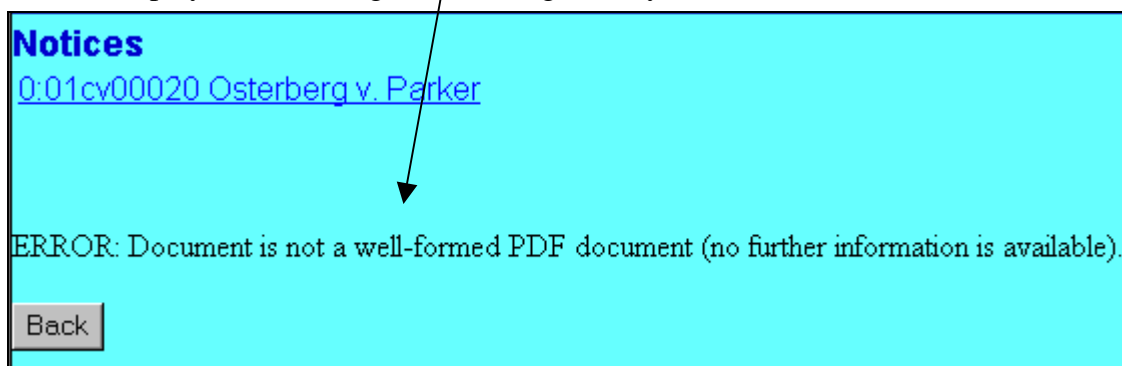 Notices
0:01cv00020 Osterberg v. Parker
ERROR: Document is not a well-formed PDF document (no further information is available).
Back